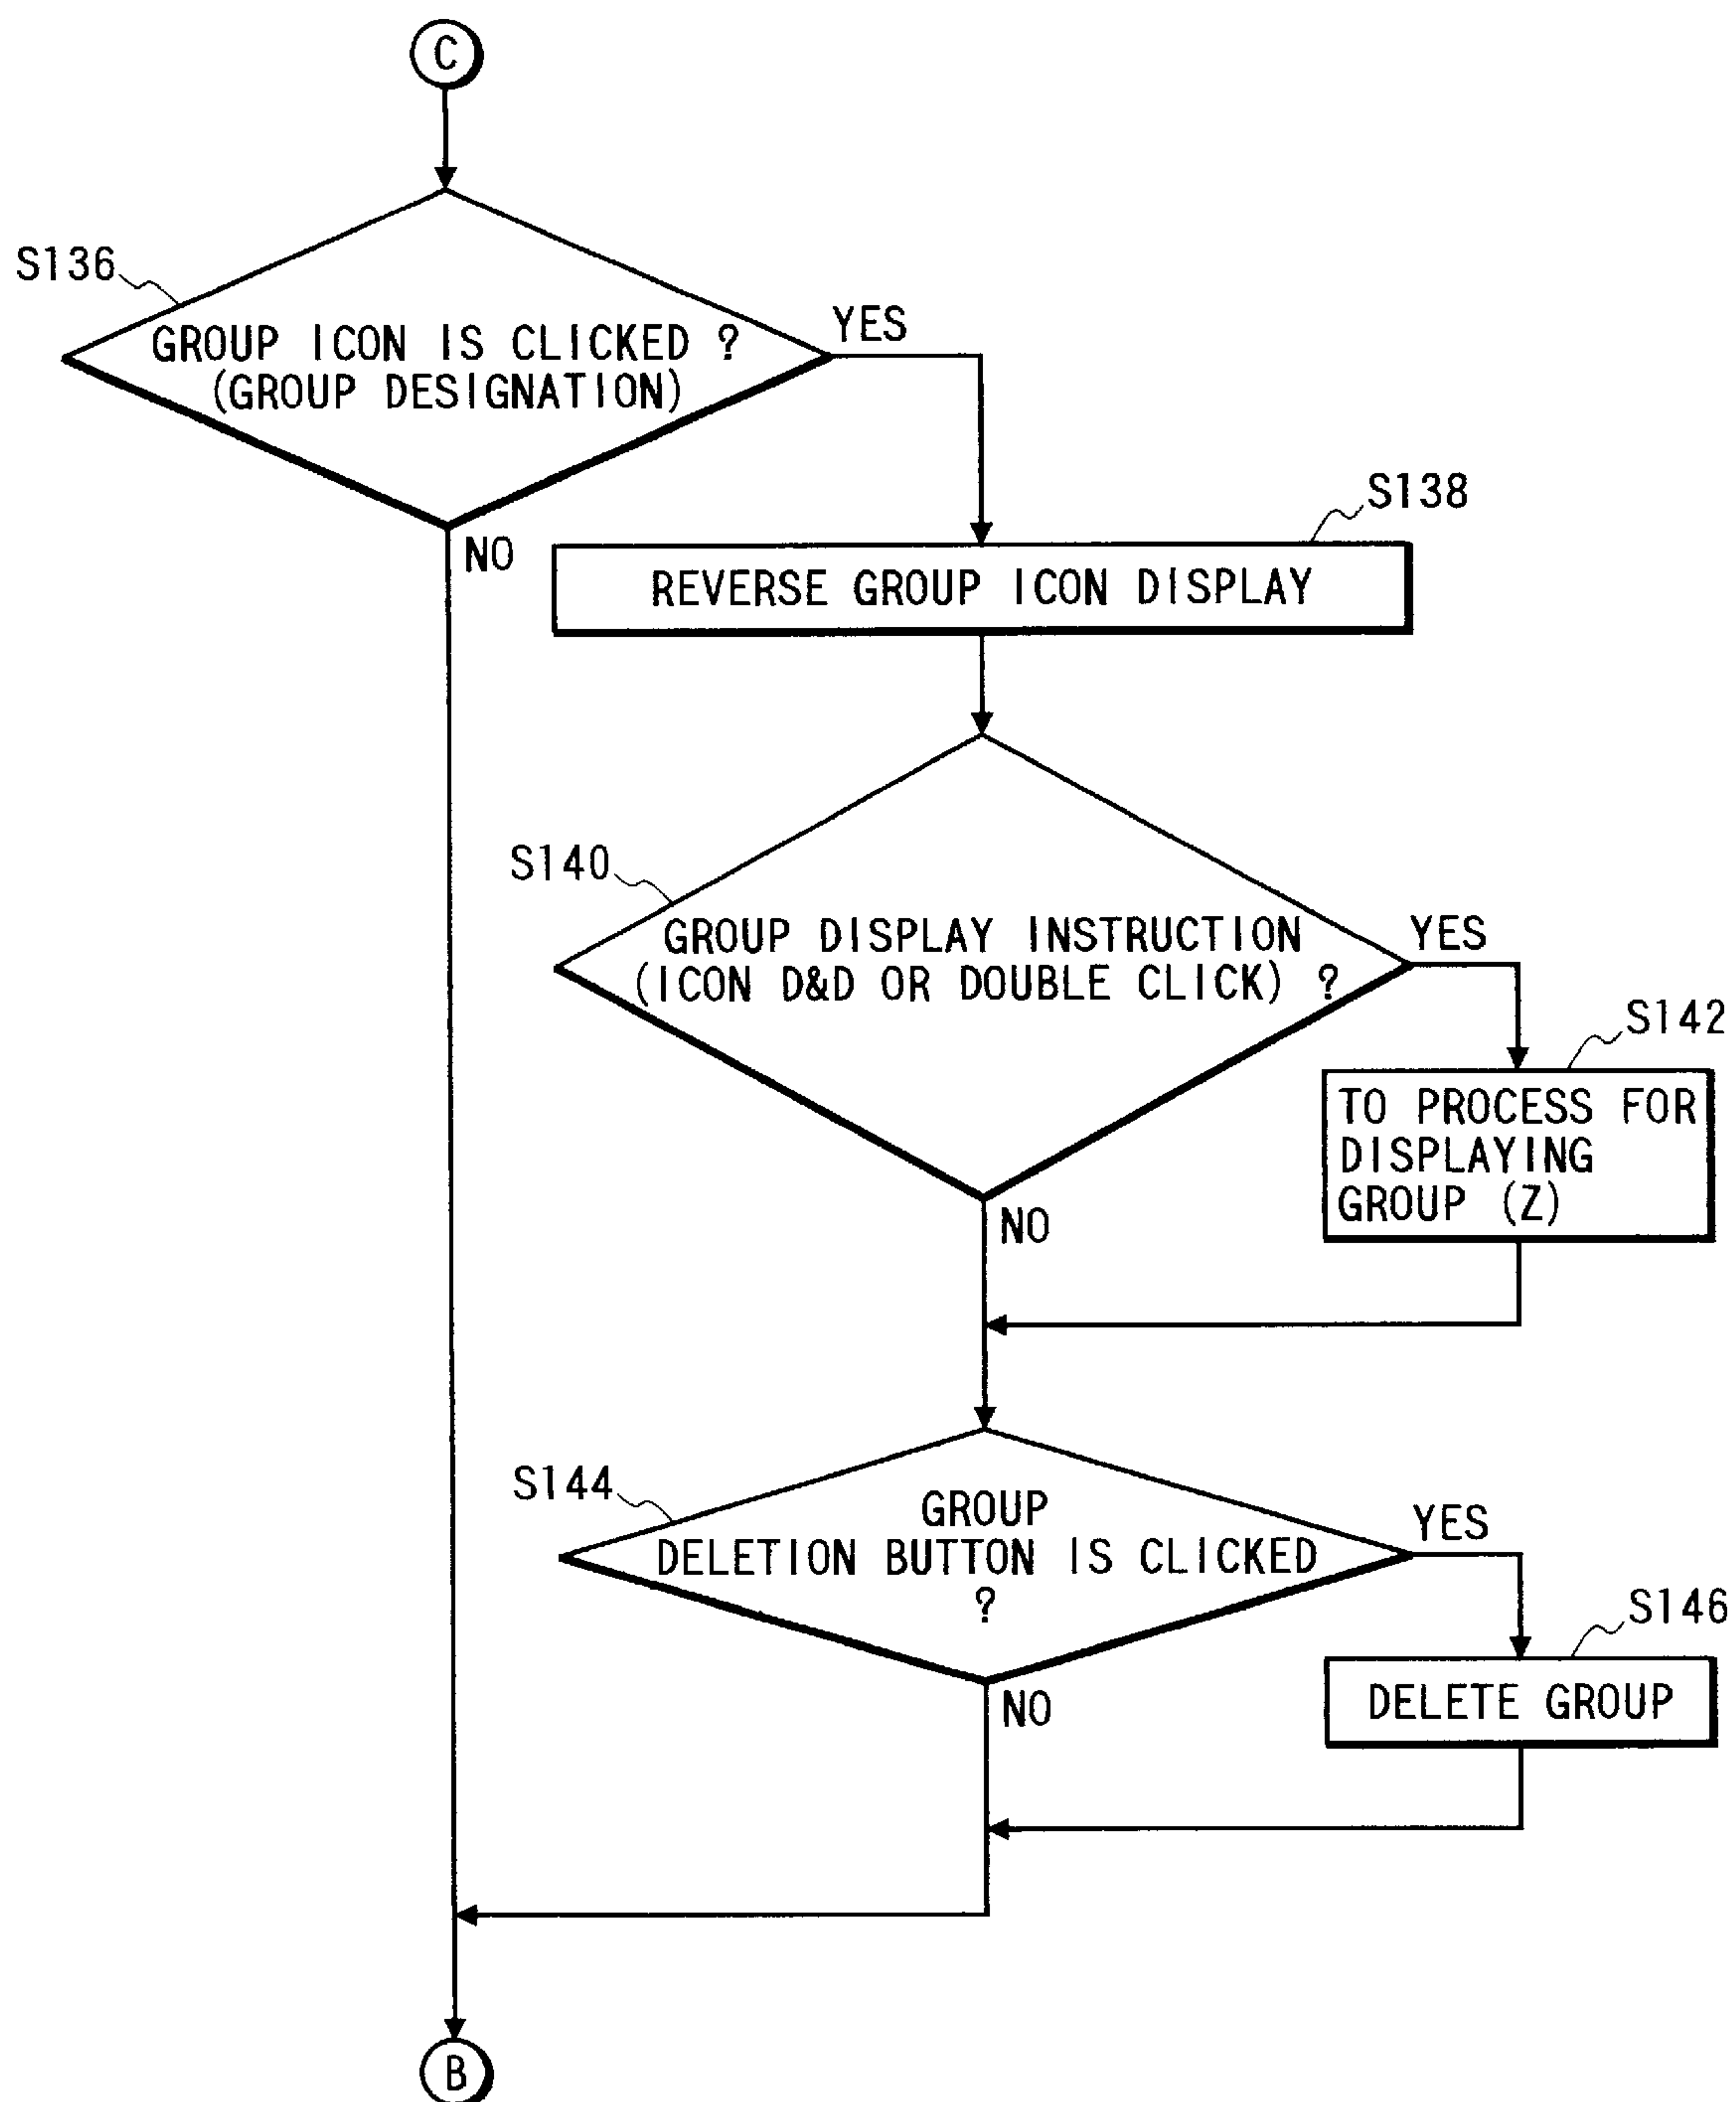 C
S136
GROUP ICON IS CLICKED ?
(GROUP DESIGNATION)
YES
NO
S138
REVERSE GROUP ICON DISPLAY
S140
GROUP DISPLAY INSTRUCTION
(ICON D&D OR DOUBLE CLICK) ?
YES
NO
S142
TO PROCESS FOR
DISPLAYING
GROUP (Z)
S144
GROUP
DELETION BUTTON IS CLICKED
?
YES
NO
S146
DELETE GROUP
B